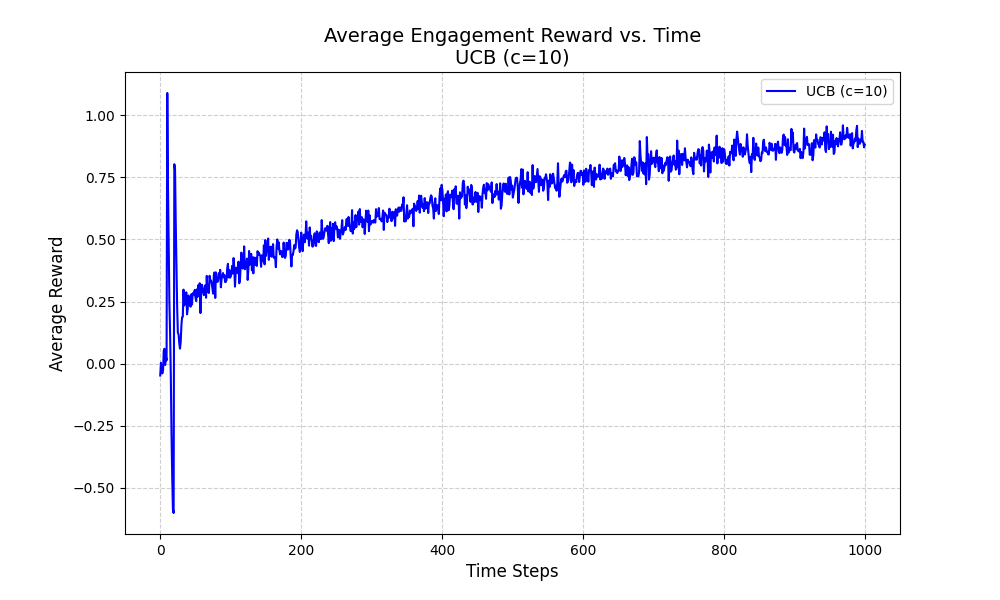 Average Engagement Reward vs. Time
UCB (c=10)
UCB (c=10)
1.00
0.75
0.50
0.25
0.00
−0.25
−0.50
Average Reward
0 200 400 600 800 1000
Time Steps